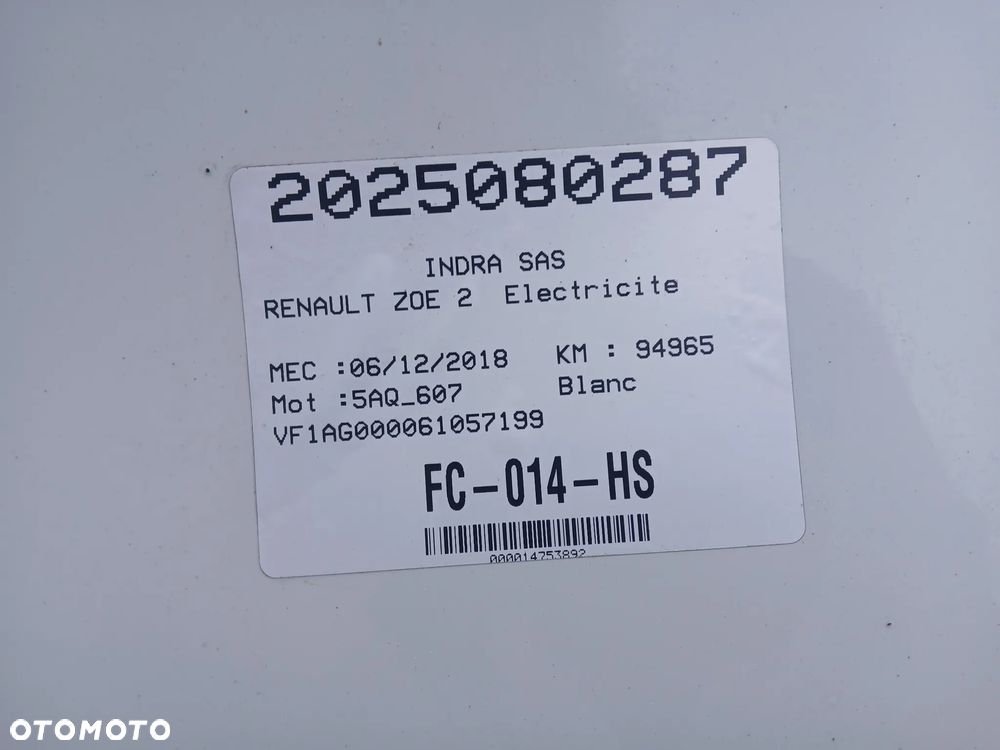 2025080287
INDRA SAS
RENAULT ZOE 2 Electricite
MEC :06/12/2018 KM : 94965
Mot :5AQ_607 Blanc
VF1AG000061057199
FC-014-HS
000014753892
OTOMOTO